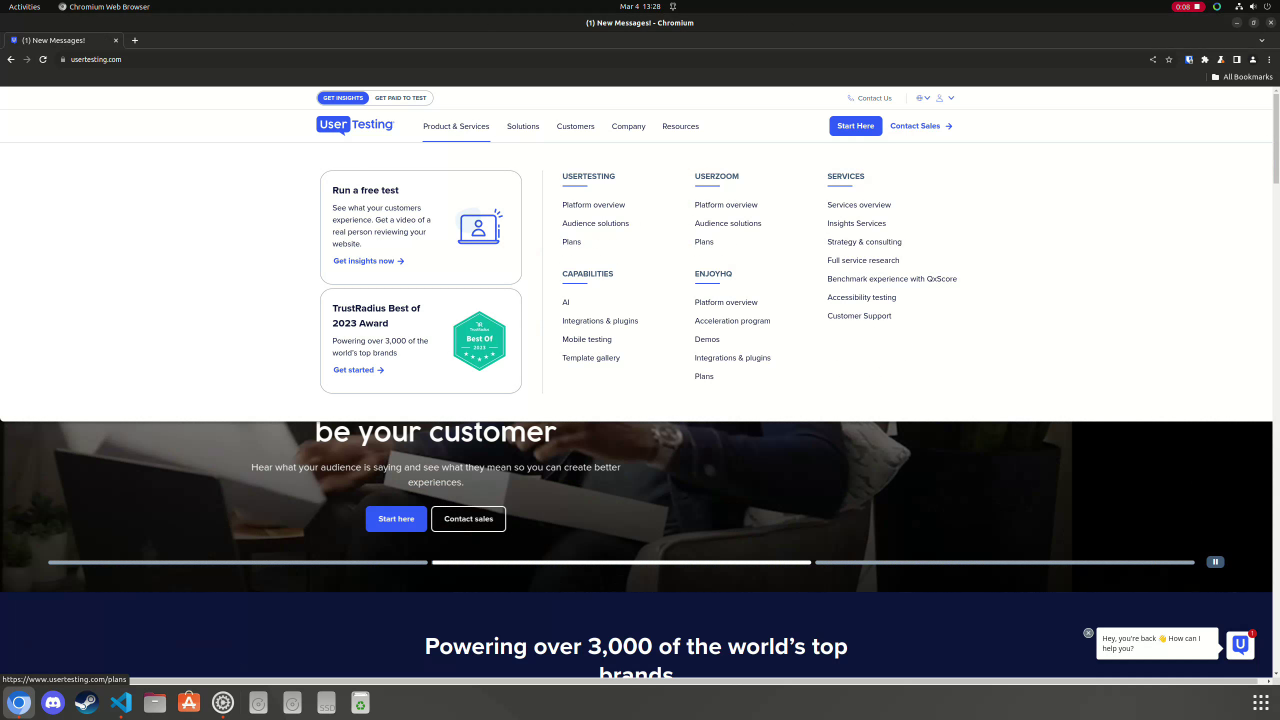 Activities
Chromium Web Browser
Mar 4 13:28
0:08
(1) New Messages! - Chromium
(1) New Messages!
usertesting.com
All Bookmarks
GET INSIGHTS
GET PAID TO TEST
Contact Us
User Testing
Product & Services
Solutions
Customers
Company
Resources
Start Here
Contact Sales
Run a free test
See what your customers
experience. Get a video of a
real person reviewing your
website.
Get insights now
TrustRadius Best of
2023 Award
Powering over 3,000 of the
world's top brands
Get started
TrustRadius
Best Of
2023
USERTESTING
Platform overview
Audience solutions
Plans
CAPABILITIES
AI
Integrations & plugins
Mobile testing
Template gallery
USERZOOM
Platform overview
Audience solutions
Plans
ENJOYHQ
Platform overview
Acceleration program
Demos
Integrations & plugins
Plans
SERVICES
Services overview
Insights Services
Strategy & consulting
Full service research
Benchmark experience with QxScore
Accessibility testing
Customer Support
be your customer
Hear what your audience is saying and see what they mean so you can create better
experiences.
Start here
Contact sales
Powering over 3,000 of the world's top
brands
Hey, you're back 👋 How can I
help you?
1
https://www.usertesting.com/plans
SSD